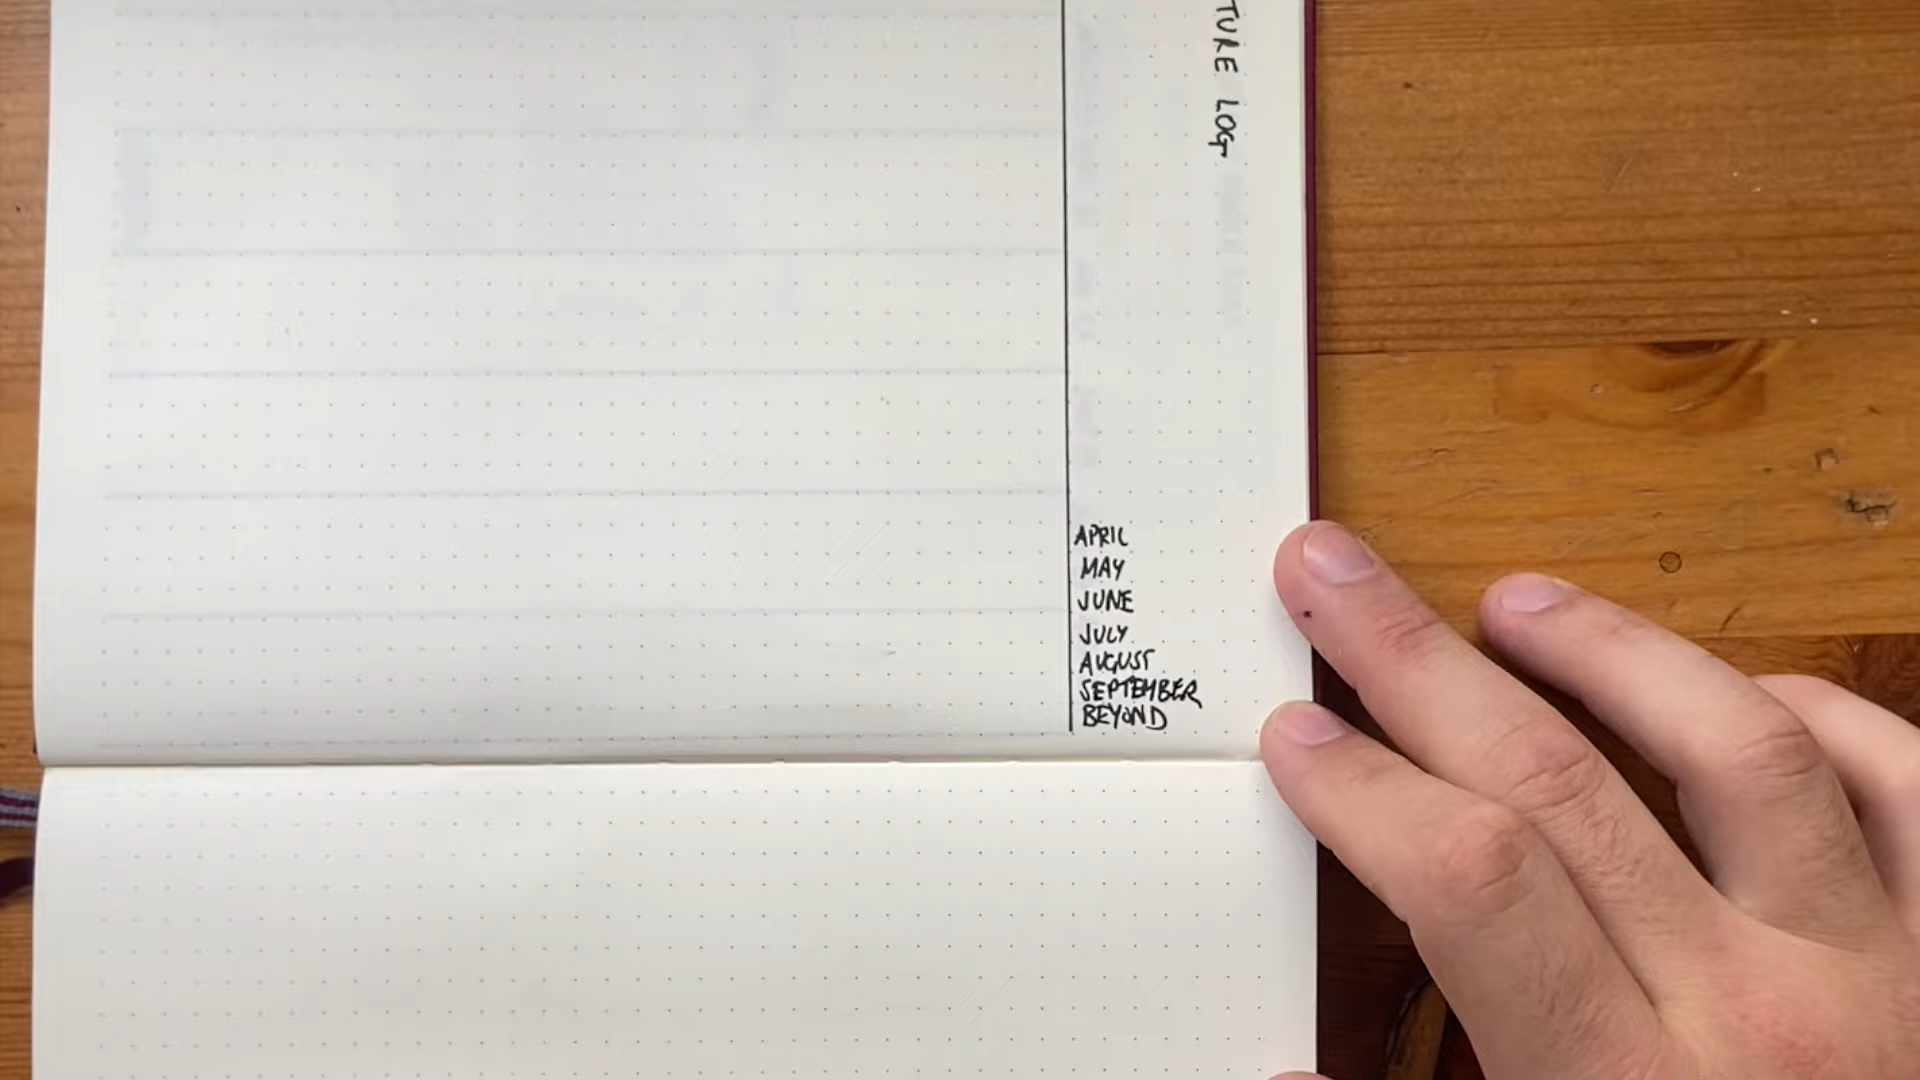 TURE LOG
APRIL
MAY
JUNE
JULY
AUGUST
SEPTEMBER
BEYOND